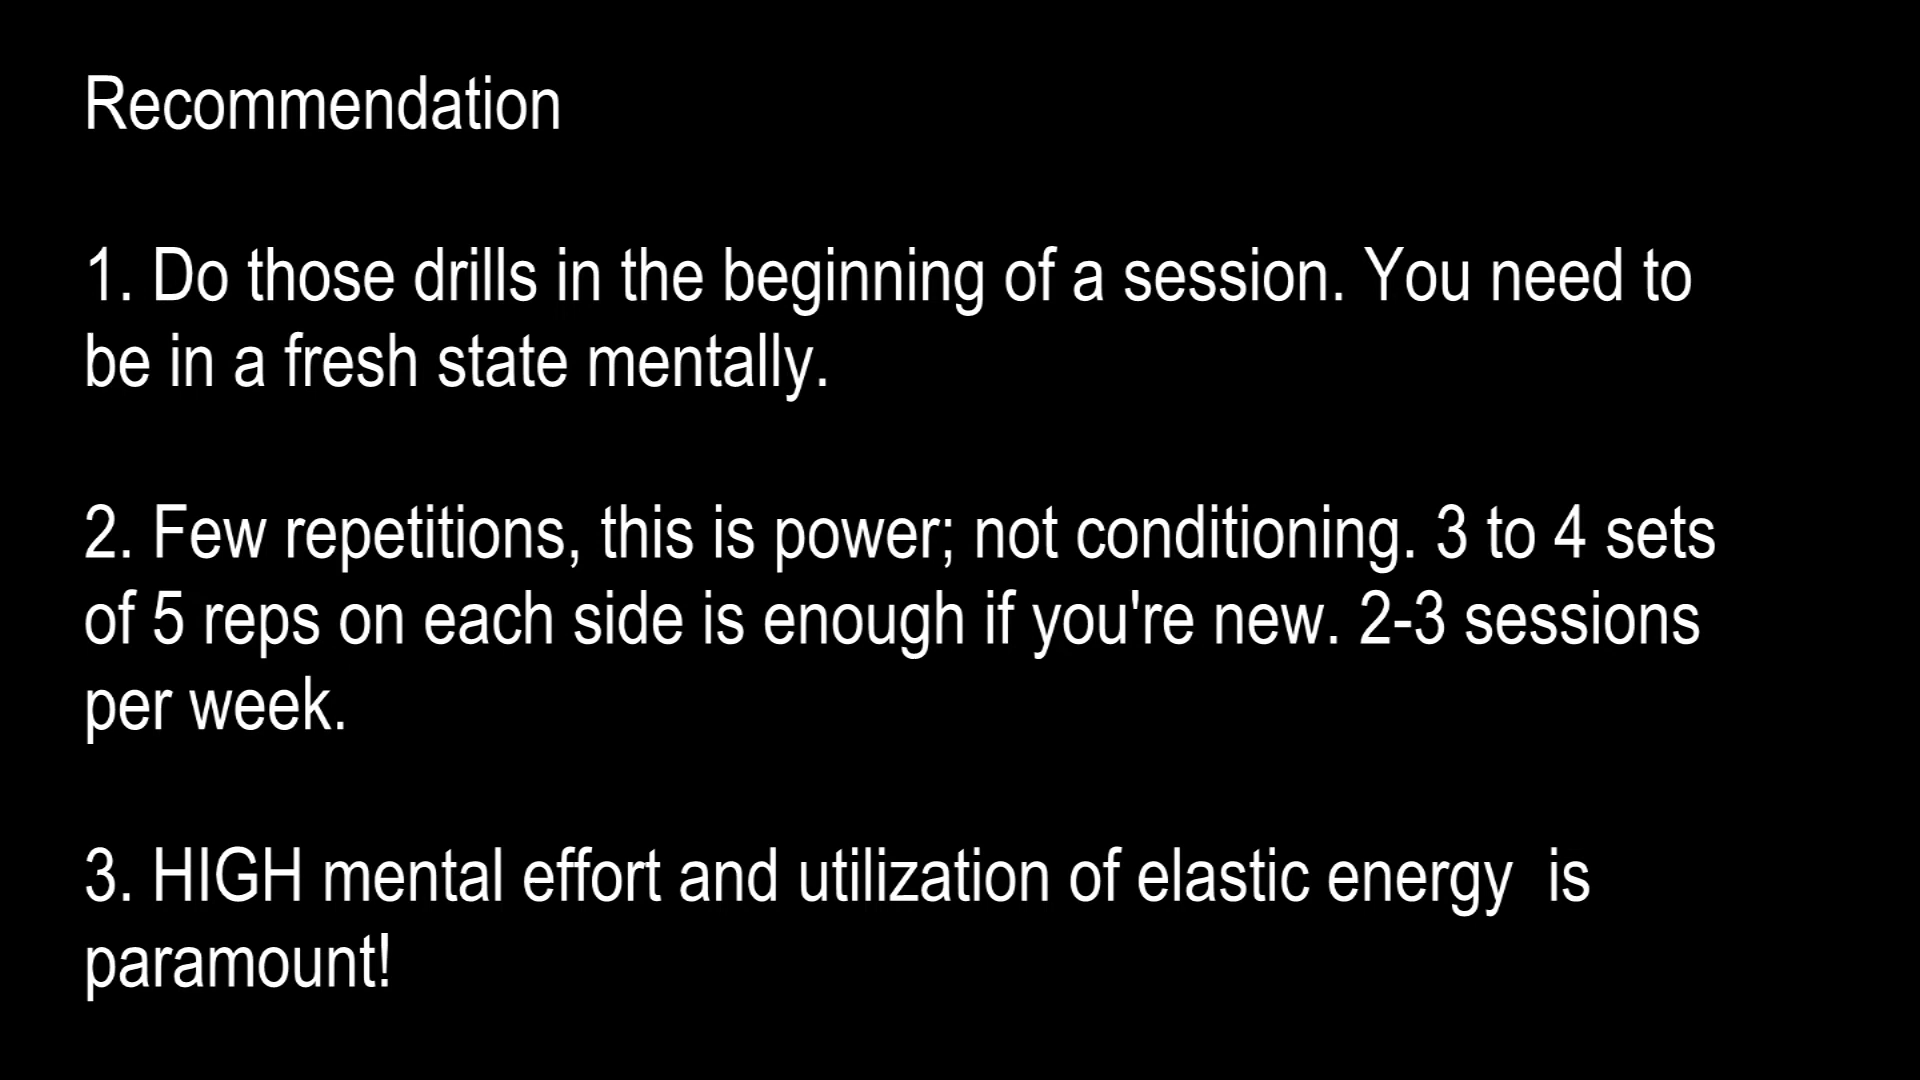 Recommendation
1. Do those drills in the beginning of a session. You need to
be in a fresh state mentally.
2. Few repetitions, this is power; not conditioning. 3 to 4 sets
of 5 reps on each side is enough if you're new. 2-3 sessions
per week.
3. HIGH mental effort and utilization of elastic energy  is
paramount!